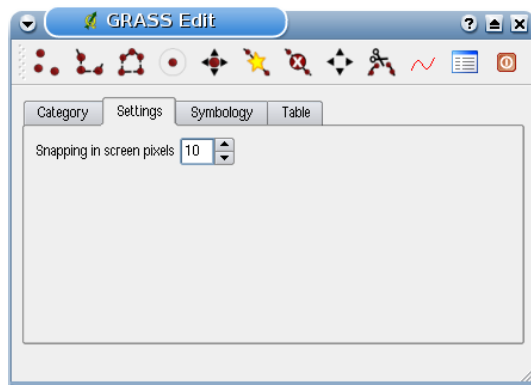 GRASS Edit
Category Settings Symbology Table
Snapping in screen pixels 10